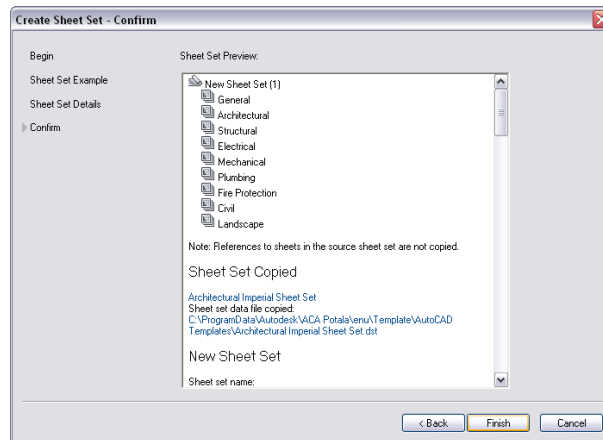 Create Sheet Set - Confirm
Begin
Sheet Set Example
Sheet Set Details
Confirm
Sheet Set Preview:
New Sheet Set (1)
General
Architectural
Structural
Electrical
Mechanical
Plumbing
Fire Protection
Civil
Landscape
Note: References to sheets in the source sheet set are not copied.
Sheet Set Copied
Architectural Imperial Sheet Set
Sheet set data file copied:
C:\ProgramData\Autodesk\ACA Potala\enu\Template\AutoCAD
Templates\Architectural Imperial Sheet Set.dst
New Sheet Set
Sheet set name:
< Back
Finish
Cancel